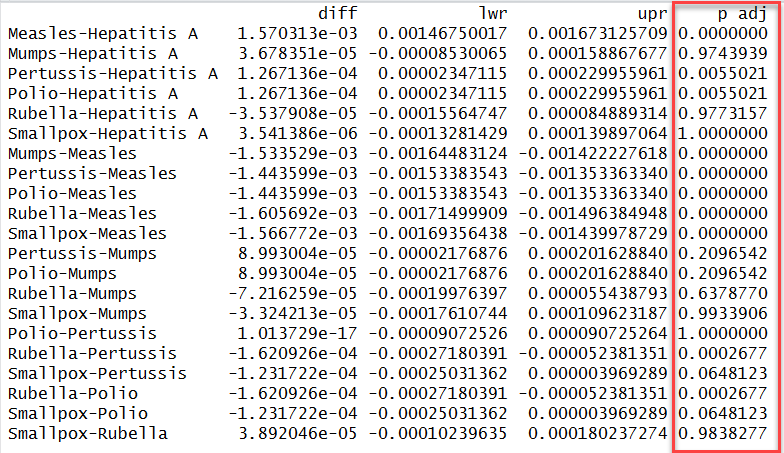 diff lwr upr p adj
Measles-Hepatitis A 1.570313e-03 0.00146750017 0.001673125709 0.0000000
Mumps-Hepatitis A 3.678351e-05 -0.00008530065 0.000158867677 0.9743939
Pertussis-Hepatitis A 1.267136e-04 0.00002347115 0.000229955961 0.0055021
Polio-Hepatitis A 1.267136e-04 0.00002347115 0.000229955961 0.0055021
Rubella-Hepatitis A -3.537908e-05 -0.00015564747 0.000084889314 0.9773157
Smallpox-Hepatitis A 3.541386e-06 -0.00013281429 0.000139897064 1.0000000
Mumps-Measles -1.533529e-03 -0.00164483124 -0.001422227618 0.0000000
Pertussis-Measles -1.443599e-03 -0.00153383543 -0.001353363340 0.0000000
Polio-Measles -1.443599e-03 -0.00153383543 -0.001353363340 0.0000000
Rubella-Measles -1.605692e-03 -0.00171499909 -0.001496384948 0.0000000
Smallpox-Measles -1.566772e-03 -0.00169356438 -0.001439978729 0.0000000
Pertussis-Mumps 8.993004e-05 -0.00002176876 0.000201628840 0.2096542
Polio-Mumps 8.993004e-05 -0.00002176876 0.000201628840 0.2096542
Rubella-Mumps -7.216259e-05 -0.00019976397 0.000055438793 0.6378770
Smallpox-Mumps -3.324213e-05 -0.00017610744 0.000109623187 0.9933906
Polio-Pertussis 1.013729e-17 -0.00009072526 0.000090725264 1.0000000
Rubella-Pertussis -1.620926e-04 -0.00027180391 -0.000052381351 0.0002677
Smallpox-Pertussis -1.231722e-04 -0.00025031362 0.000003969289 0.0648123
Rubella-Polio -1.620926e-04 -0.00027180391 -0.000052381351 0.0002677
Smallpox-Polio -1.231722e-04 -0.00025031362 0.000003969289 0.0648123
Smallpox-Rubella 3.892046e-05 -0.00010239635 0.000180237274 0.9838277